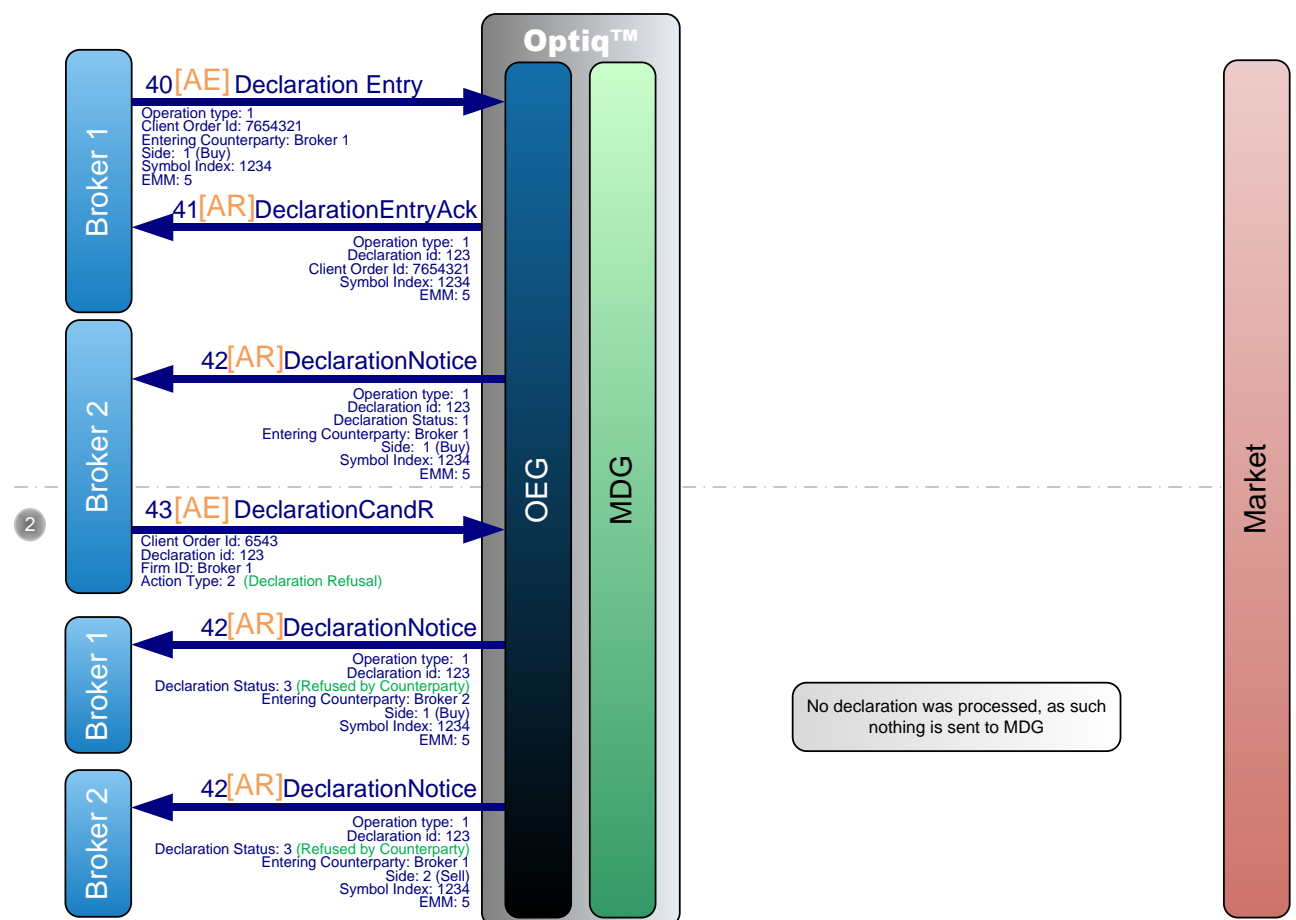 Optiq™
40[AE] Declaration Entry
Operation type: 1
Client Order Id: 7654321
Entering Counterparty: Broker 1
Side:  1 (Buy)
Symbol Index: 1234
EMM: 5
Broker 1
41[AR]DeclarationEntryAck
Operation type:  1
Declaration id: 123
Client Order Id: 7654321
Symbol Index: 1234
EMM: 5
42[AR]DeclarationNotice
Operation type:  1
Declaration id: 123
Declaration Status: 1
Entering Counterparty: Broker 1
Side:  1 (Buy)
Symbol Index: 1234
EMM: 5
Broker 2
OEG
MDG
Market
2
43[AE] DeclarationCandR
Client Order Id: 6543
Declaration id: 123
Firm ID: Broker 1
Action Type: 2  (Declaration Refusal)
42[AR]DeclarationNotice
Operation type:  1
Declaration id: 123
Declaration Status: 3 (Refused by Counterparty)
Entering Counterparty: Broker 2
Side: 1 (Buy)
Symbol Index: 1234
EMM: 5
Broker 1
No declaration was processed, as such
nothing is sent to MDG
42[AR]DeclarationNotice
Operation type:  1
Declaration id: 123
Declaration Status: 3 (Refused by Counterparty)
Entering Counterparty: Broker 1
Side: 2 (Sell)
Symbol Index: 1234
EMM: 5
Broker 2